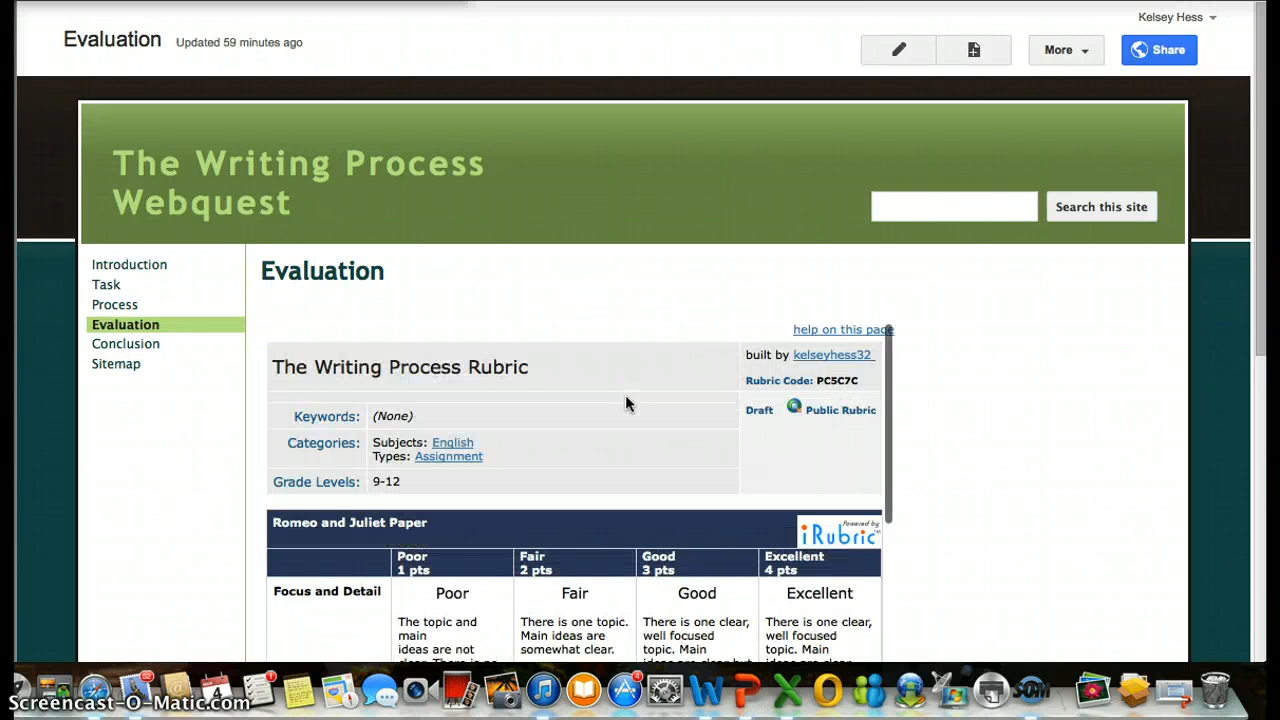 Kelsey Hess
Evaluation Updated 59 minutes ago
More
Share
The Writing Process
Webquest
Search this site
Introduction
Task
Process
Evaluation
Conclusion
Sitemap
Evaluation
help on this page
The Writing Process Rubric
built by kelseyhess32
Rubric Code: PC5C7C
Draft Public Rubric
Keywords: (None)
Categories: Subjects: English
Types: Assignment
Grade Levels: 9-12
Romeo and Juliet Paper
Powered by
iRubric
Poor Fair Good Excellent
1 pts 2 pts 3 pts 4 pts
Focus and Detail Poor Fair Good Excellent
The topic and There is one topic. There is one clear, There is one clear,
main Main ideas are well focused well focused
ideas are not somewhat clear. topic. Main topic. Main
52
4
1
4
Screencast-O-Matic.com
SOM